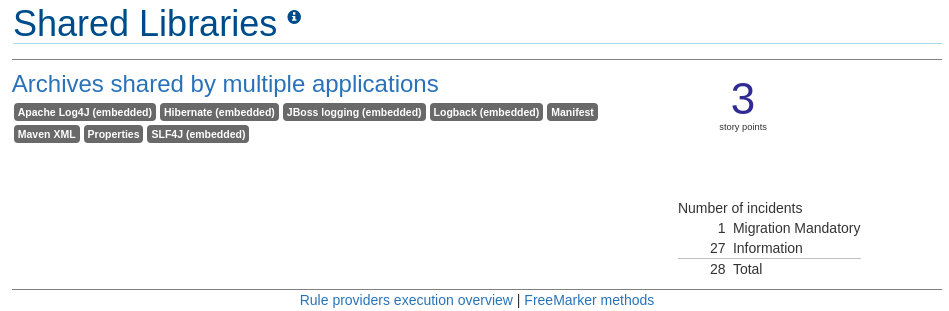 Shared Libraries
Archives shared by multiple applications
Apache Log4J (embedded) Hibernate (embedded) JBoss logging (embedded) Logback (embedded) Manifest
Maven XML Properties SLF4J (embedded)
3
story points
Number of incidents
1 Migration Mandatory
27 Information
28 Total
Rule providers execution overview | FreeMarker methods